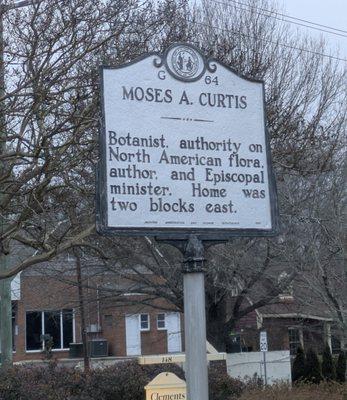 G 64
MOSES A. CURTIS
Botanist, authority on
North American flora,
author, and Episcopal
minister. Home was
two blocks east.
148
Clements